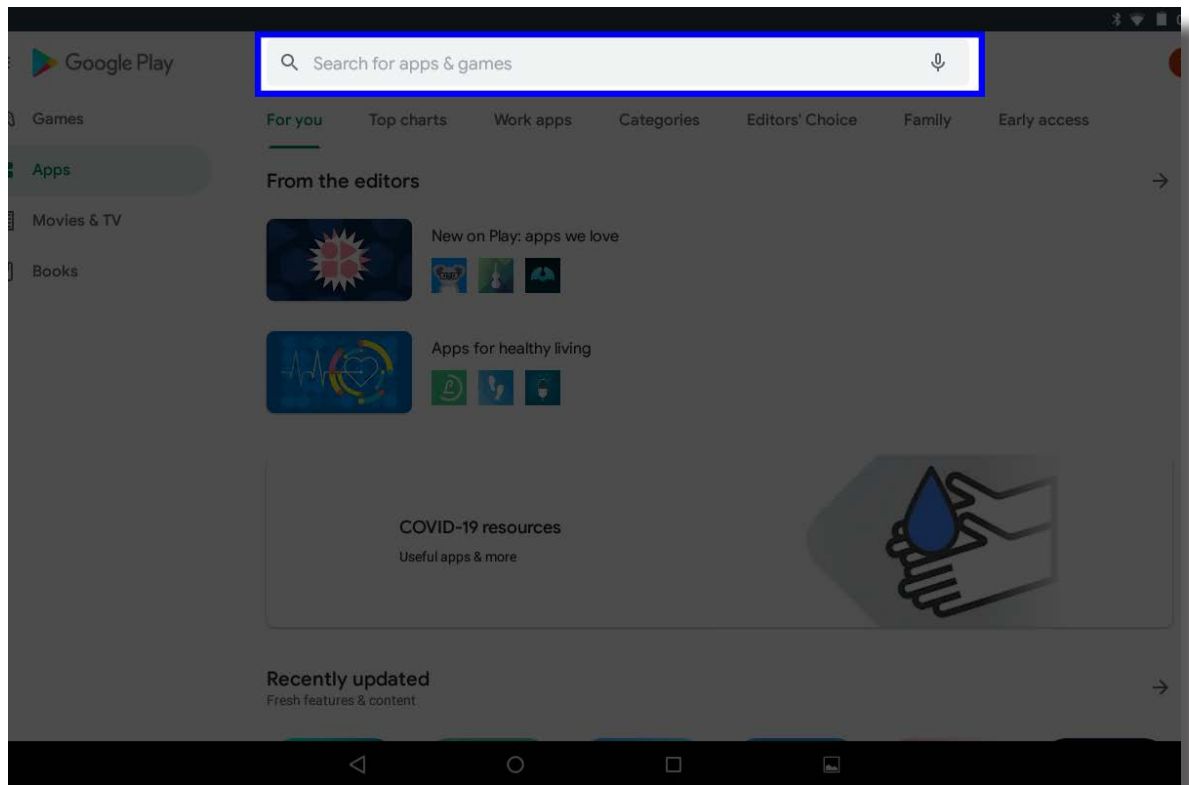 Google Play
Search for apps & games
Games
Apps
Movies & TV
Books
For you Top charts Work apps Categories Editors' Choice Family Early access
From the editors
New on Play: apps we love
Apps for healthy living
COVID-19 resources
Useful apps & more
Recently updated
Fresh features & content